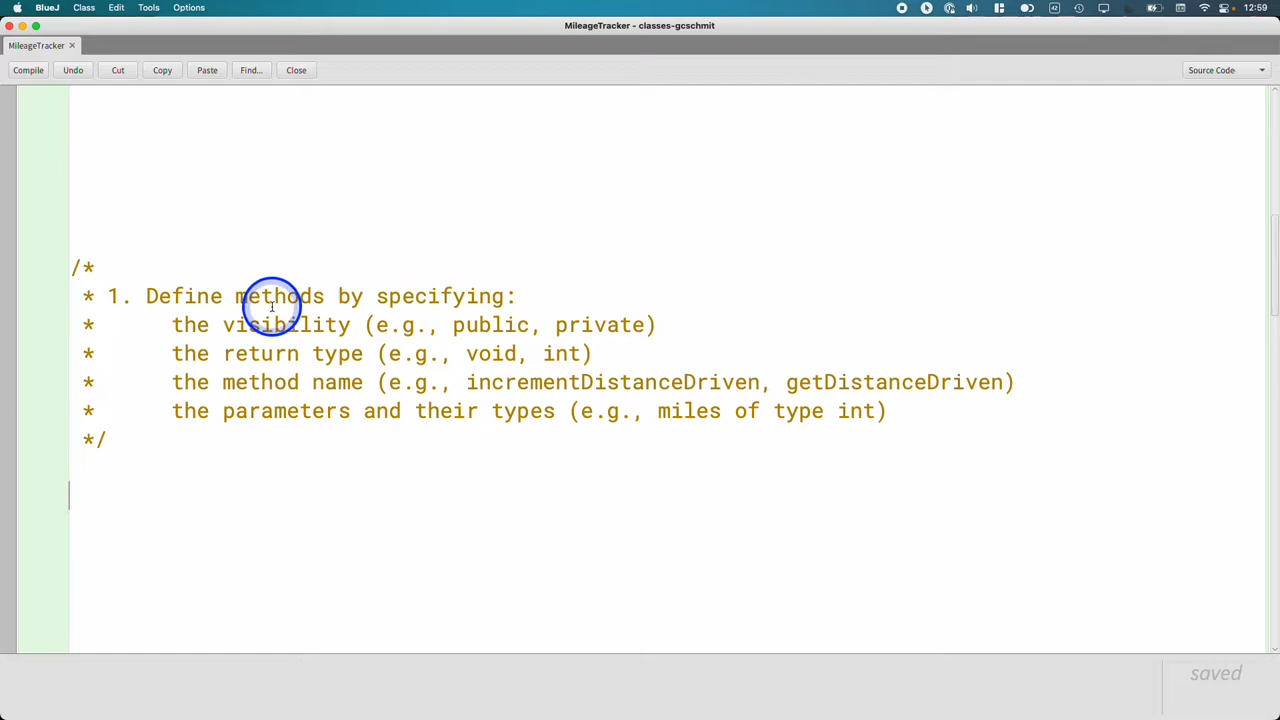 BlueJ Class Edit Tools Options 12:59
MileageTracker - classes-gcschmit
MileageTracker ×
Compile Undo Cut Copy Paste Find... Close Source Code
/*
* 1. Define methods by specifying:
* the visibility (e.g., public, private)
* the return type (e.g., void, int)
* the method name (e.g., incrementDistanceDriven, getDistanceDriven)
* the parameters and their types (e.g., miles of type int)
*/
saved